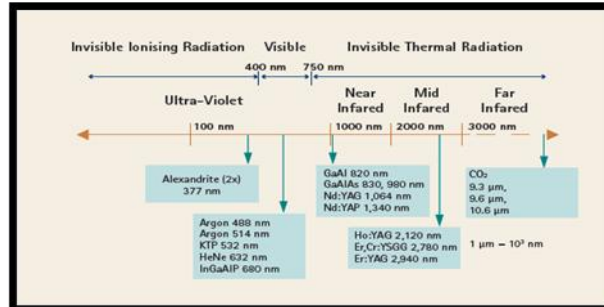 Invisible Ionising Radiation
Visible
Invisible Thermal Radiation
400 nm
750 nm
Ultra-Violet
Near
Infared
Mid
Infared
Far
Infared
100 nm
1000 nm
2000 nm
3000 nm
Alexandrite (2x)
377 nm
Argon 488 nm
Argon 514 nm
KTP 532 nm
HeNe 632 nm
InGaAIP 680 nm
GaAl 820 nm
GaAlAs 830, 980 nm
Nd:YAG 1,064 nm
Nd:YAP 1,340 nm
Ho:YAG 2,120 nm
Er,Cr:YSGG 2,780 nm
Er:YAG 2,940 nm
CO₂
9.3 µm,
9.6 µm,
10.6 µm
1 µm – 10³ nm